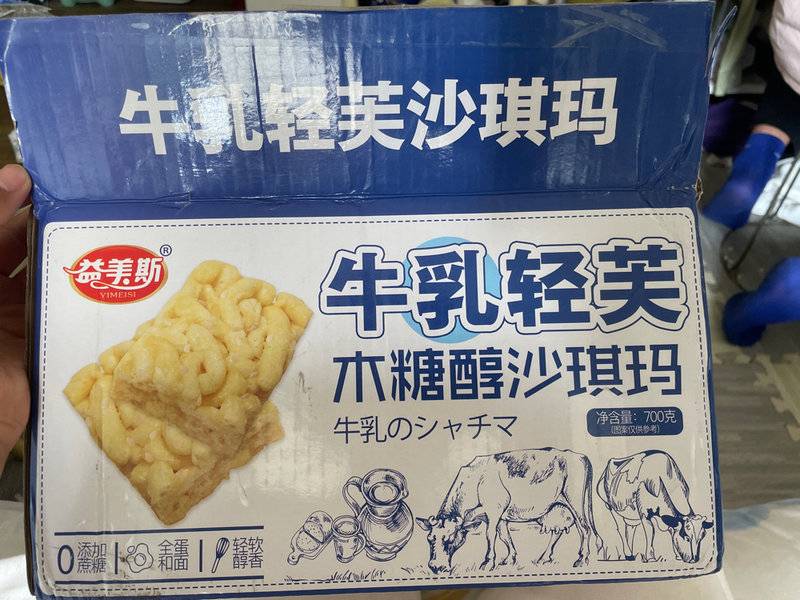 牛乳轻芙沙琪玛
益美斯®
YIMEISI
牛乳轻芙
木糖醇沙琪玛
牛乳のシャチマ
净含量：700克
(图案仅供参考)
0添加蔗糖
全蛋和面
轻软醇香